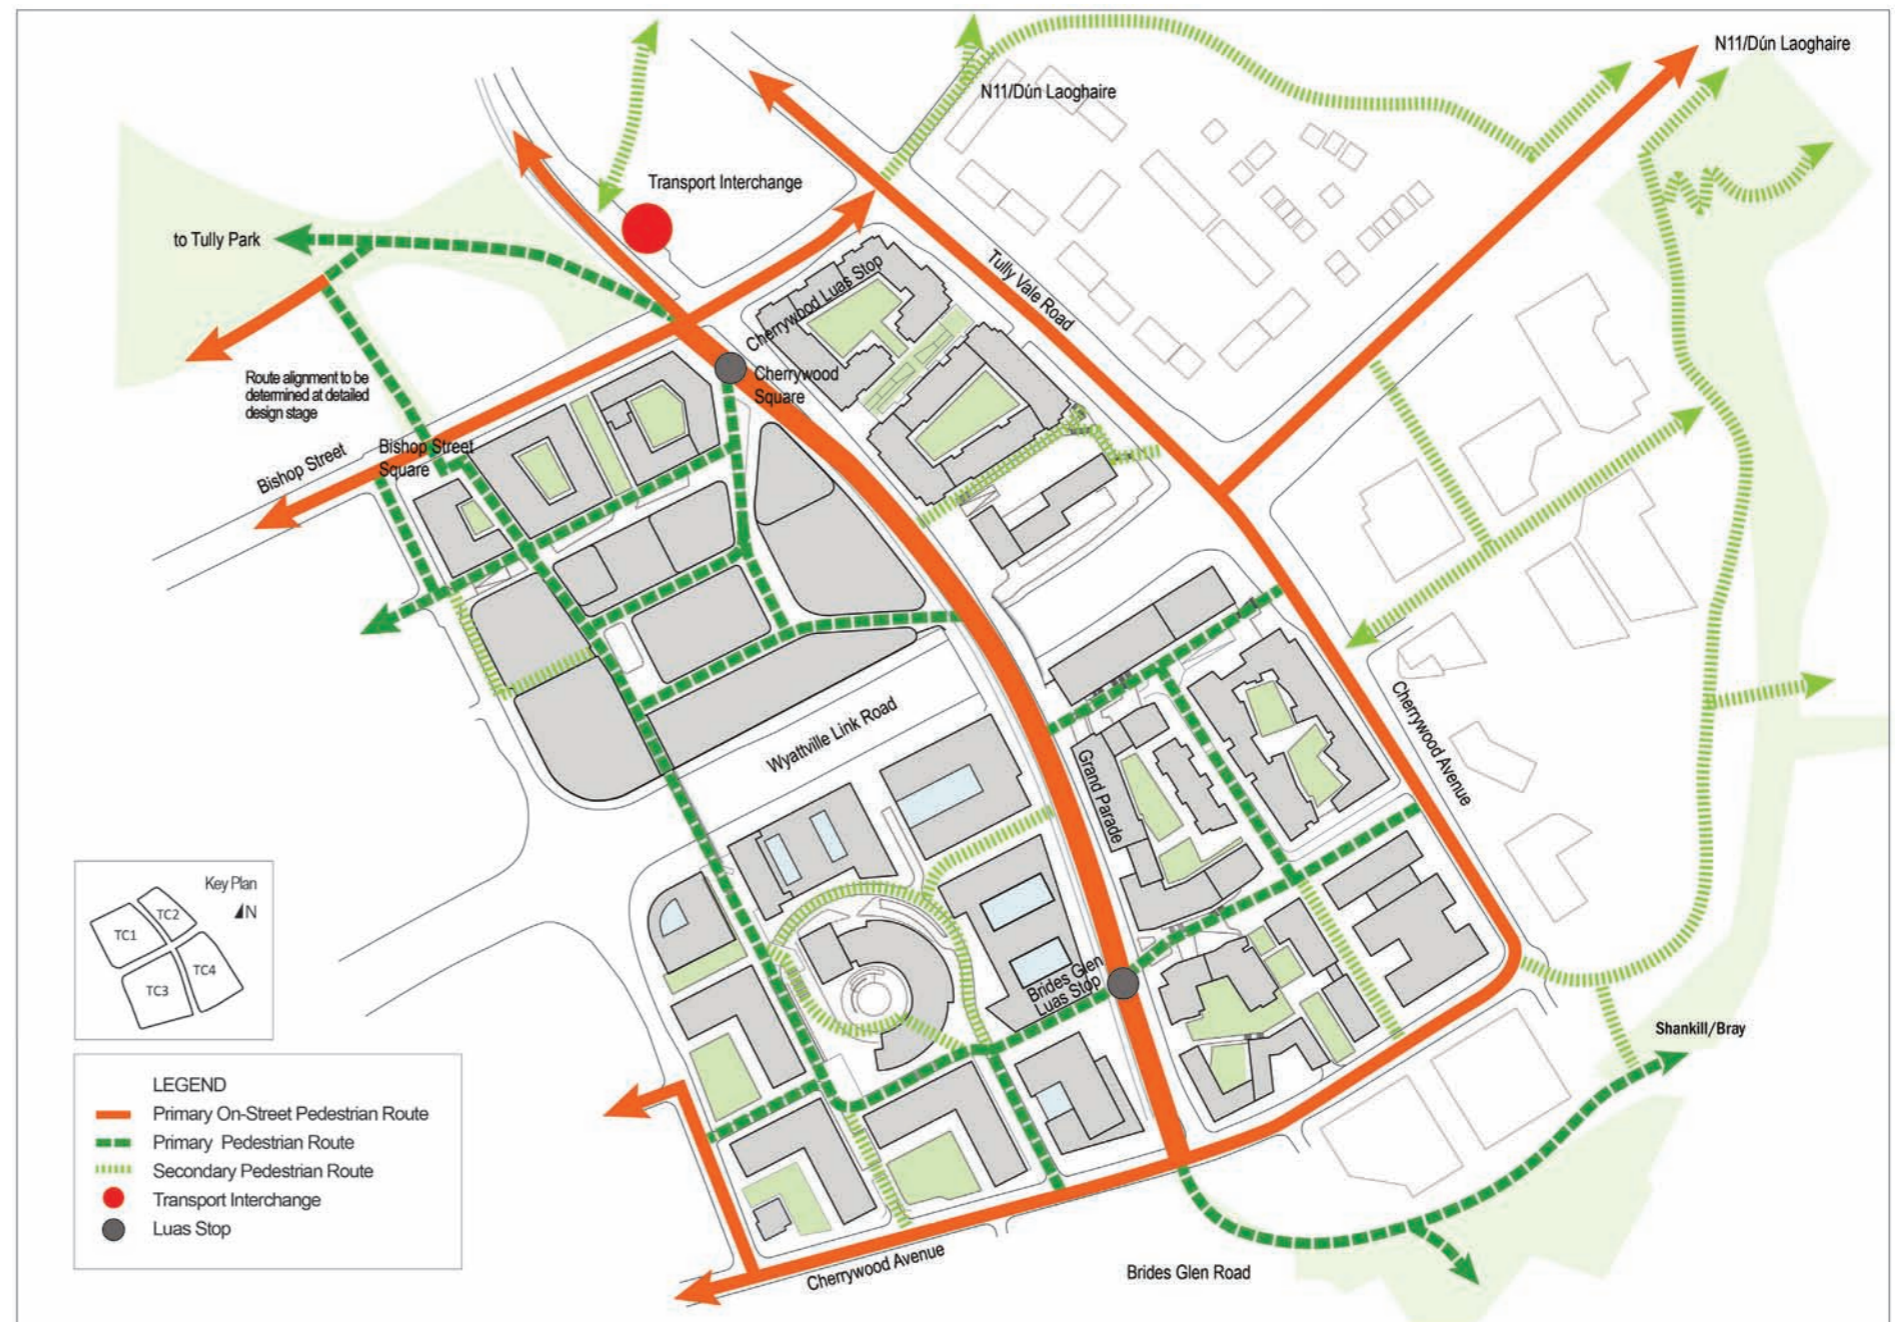 N11/Dún Laoghaire
N11/Dún Laoghaire
Transport Interchange
to Tully Park
Cherrywood Luas Stop
Tully Vale Road
Cherrywood
Square
Route alignment to be
determined at detailed
design stage
Bishop Street
Bishop Street
Square
Wyattville Link Road
Grand Parade
Cherrywood Avenue
Brides Glen
Luas Stop
Shankill/Bray
Cherrywood Avenue
Brides Glen Road
Key Plan
N
TC1
TC2
TC3
TC4
LEGEND
Primary On-Street Pedestrian Route
Primary Pedestrian Route
Secondary Pedestrian Route
Transport Interchange
Luas Stop